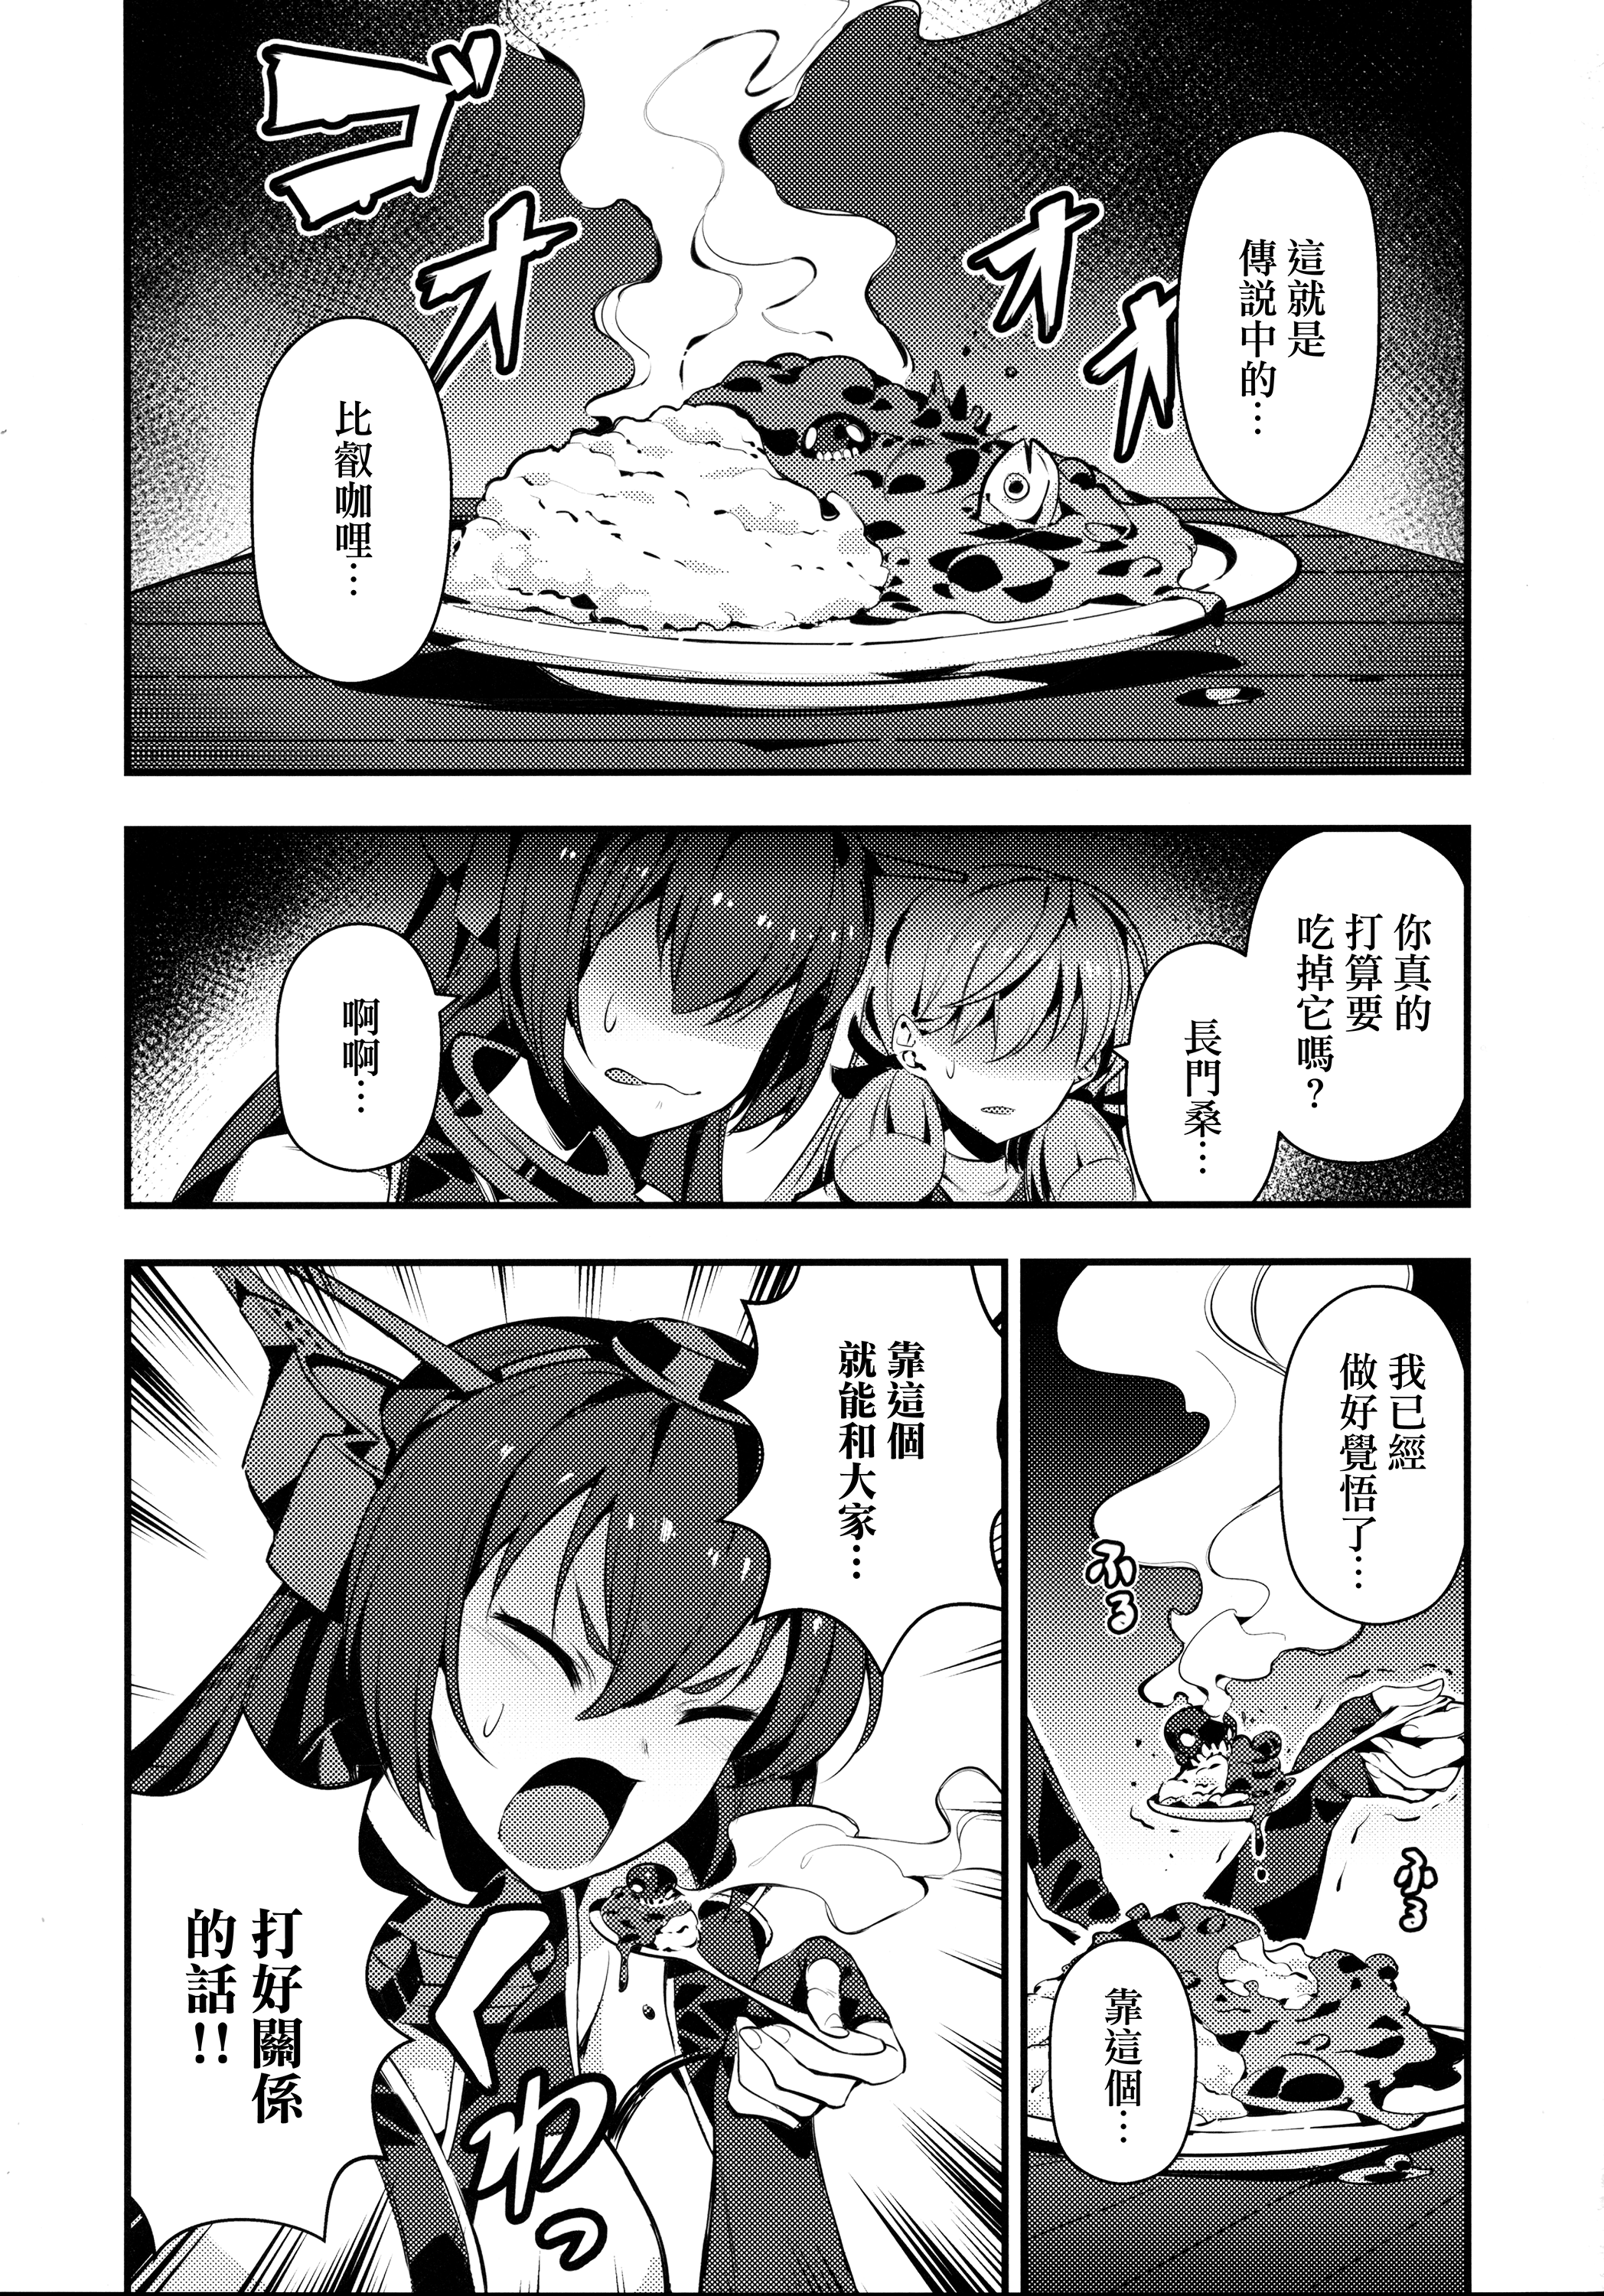 ゴ
オ
オ
オ
這就是
傳説中的…
比叡咖哩…
你真的
打算要
吃掉它嗎?
長門桑…
啊啊…
我已經
做好覺悟了…
ふる
ふる
靠這個…
靠這個
就能和大家…
打好關係
的話!!
くわっ